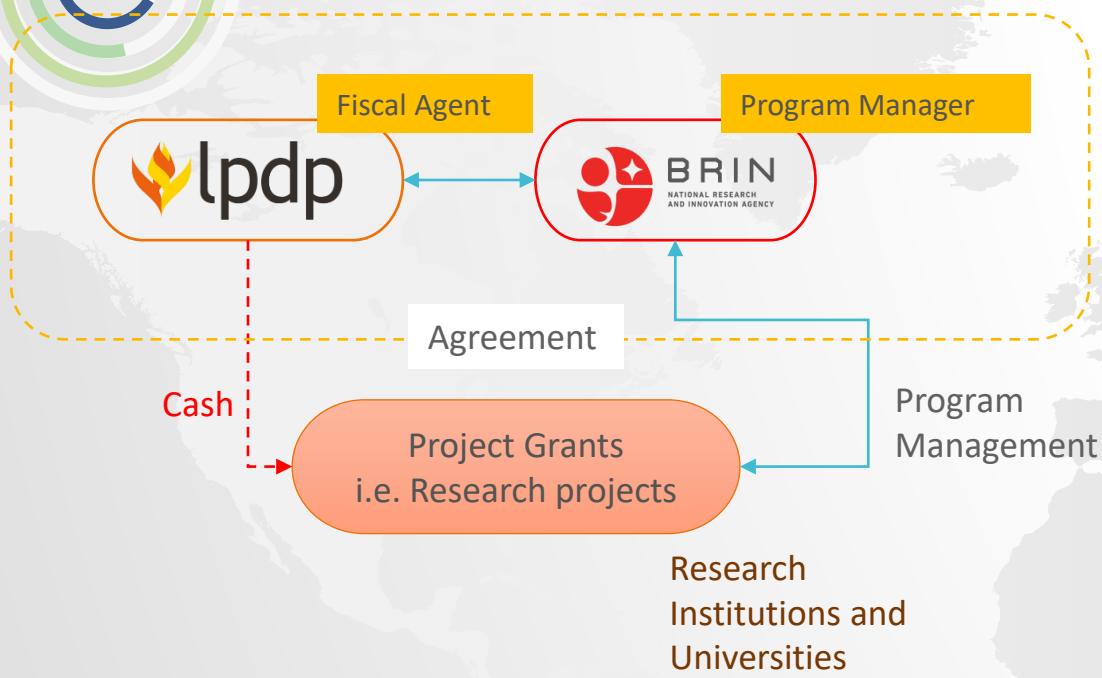 Fiscal Agent
Program Manager
lpdp
BRIN
NATIONAL RESEARCH
AND INNOVATION AGENCY
Agreement
Cash
Program
Management
Project Grants
i.e. Research projects
Research
Institutions and
Universities